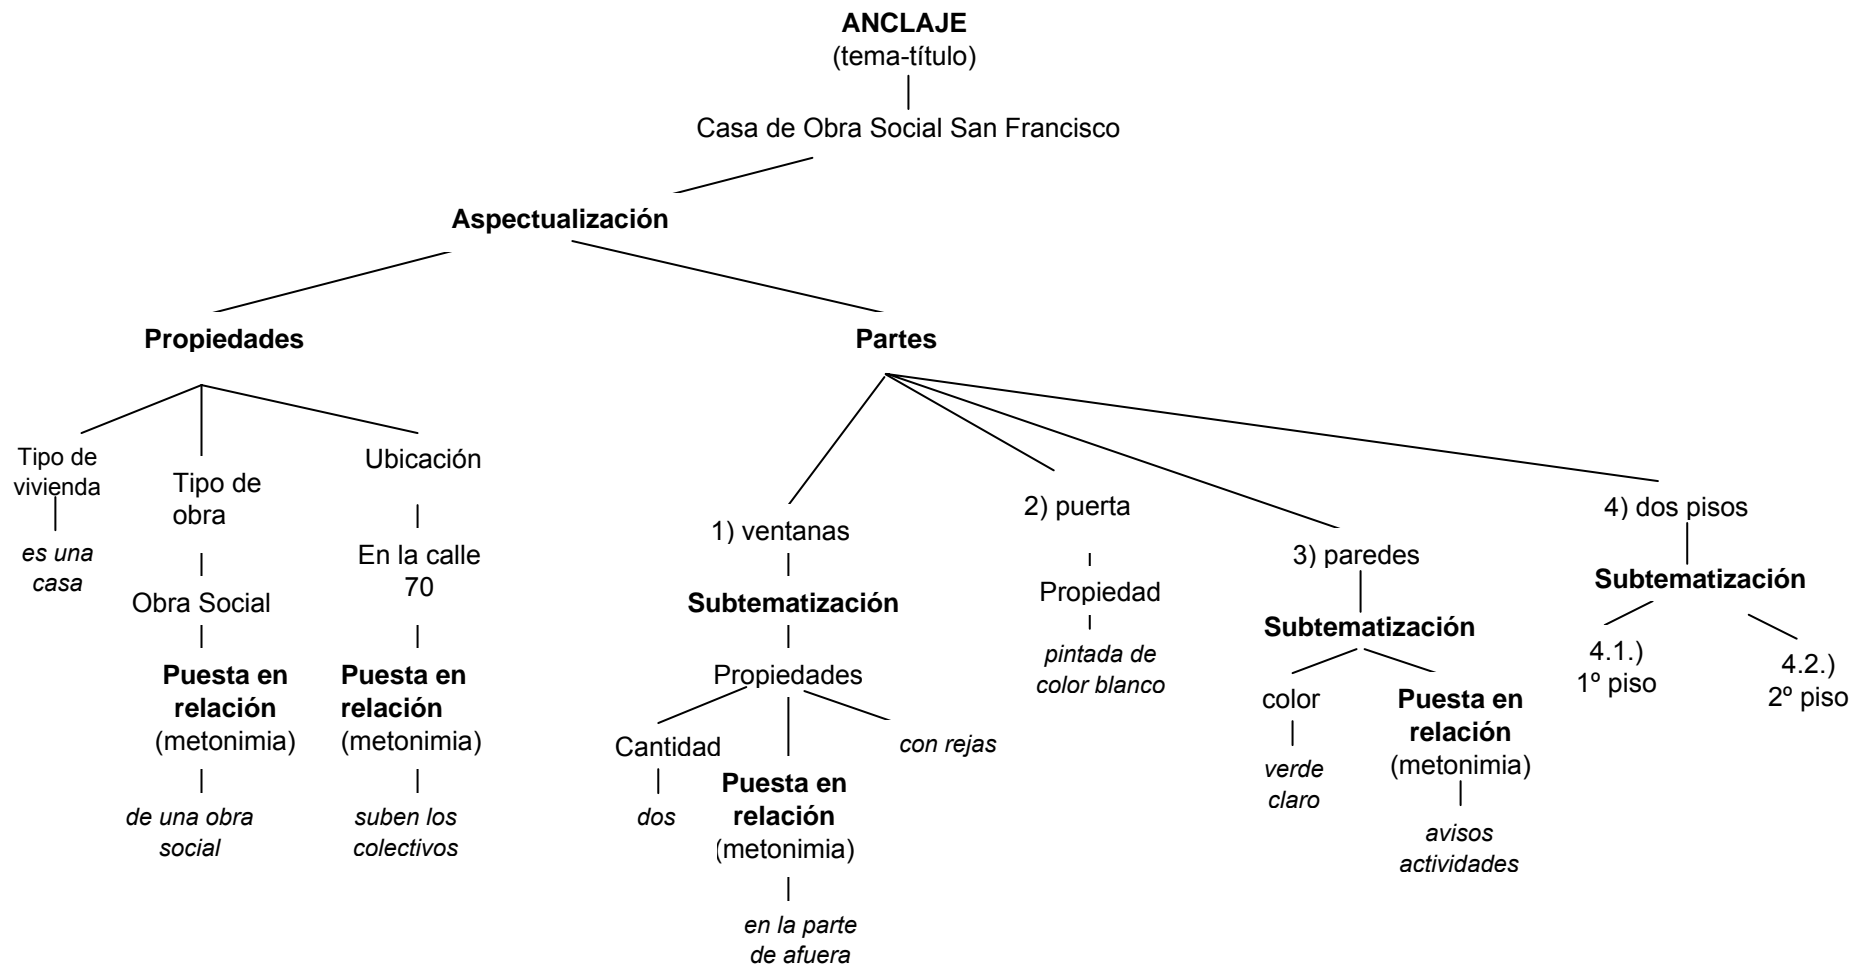 ANCLAJE
(tema-título)
Casa de Obra Social San Francisco
Aspectualización
Propiedades
Partes
Tipo de
vivienda
es una
casa
Tipo de
obra
Obra Social
Puesta en
relación
(metonimia)
de una obra
social
Ubicación
En la calle
70
Puesta en
relación
(metonimia)
suben los
colectivos
1) ventanas
Subtematización
Propiedades
Cantidad
dos
Puesta en
relación
(metonimia)
en la parte
de afuera
con rejas
2) puerta
Propiedad
pintada de
color blanco
3) paredes
Subtematización
color
verde
claro
Puesta en
relación
(metonimia)
avisos
actividades
4) dos pisos
Subtematización
4.1.)
1º piso
4.2.)
2º piso